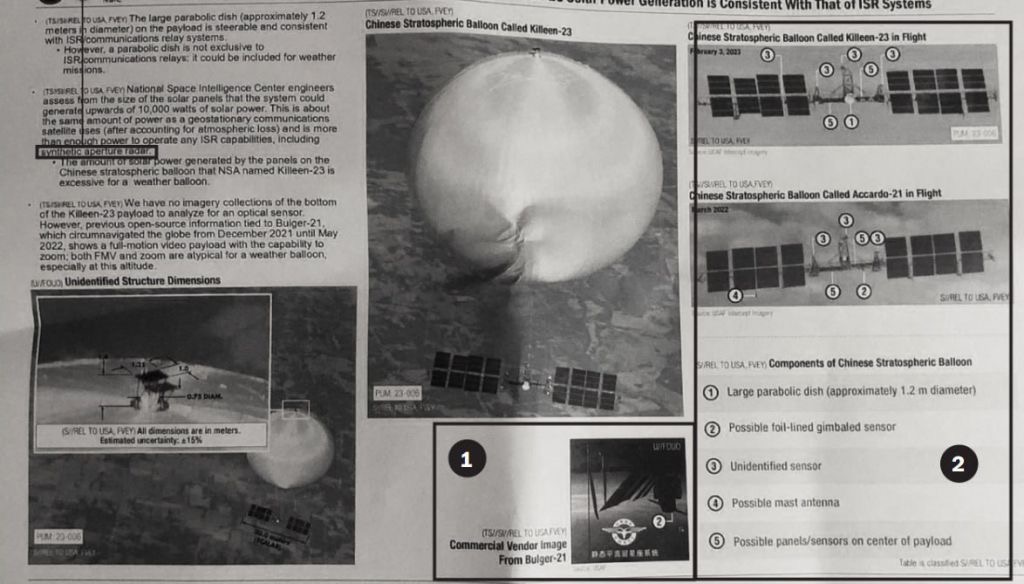 Power Generation is Consistent With That of ISR Systems
(TS//SI//REL TO USA, FVEY) The large parabolic dish (approximately 1.2
meters in diameter) on the payload is steerable and consistent
with ISR/communications relay systems.
• However, a parabolic dish is not exclusive to
ISR/communications relays; it could be included for weather
missions.
(TS//SI//REL TO USA, FVEY) National Space Intelligence Center engineers
assess from the size of the solar panels that the system could
generate upwards of 10,000 watts of solar power. This is about
the same amount of power as a geostationary communications
satellite uses (after accounting for atmospheric loss) and is more
than enough power to operate any ISR capabilities, including
synthetic aperture radar.
• The amount of solar power generated by the panels on the
Chinese stratospheric balloon that NSA named Killeen-23 is
excessive for a weather balloon.
(TS//SI//REL TO USA, FVEY) We have no imagery collections of the bottom
of the Killeen-23 payload to analyze for an optical sensor.
However, previous open-source information tied to Bulger-21,
which circumnavigated the globe from December 2021 until May
2022, shows a full-motion video payload with the capability to
zoom; both FMV and zoom are atypical for a weather balloon,
especially at this altitude.
(U//FOUO) Unidentified Structure Dimensions
0.75 DIAM.
(S//REL TO USA, FVEY) All dimensions are in meters.
Estimated uncertainty: ±15%
PUM 23-006
S//REL TO USA, FVEY
(TS//SI//REL TO USA, FVEY)
Chinese Stratospheric Balloon Called Killeen-23
PUM 23-006
S//REL TO USA, FVEY
1
(TS//SI//REL TO USA,FVEY)
Commercial Vendor Image
From Bulger-21
U//FOUO
2
(TS//SI//REL TO USA, FVEY)
Chinese Stratospheric Balloon Called Killeen-23 in Flight
February 3, 2023
3 3 3
3 5
5 1
S//REL TO USA, FVEY
PUM 23-006
Source: USAF intercept imagery
(TS//SI//REL TO USA,FVEY)
Chinese Stratospheric Balloon Called Accardo-21 in Flight
March 2022
3
3 5 3
4 5 2
S//REL TO USA, FVEY
Source: USAF intercept imagery
(S//REL TO USA, FVEY) Components of Chinese Stratospheric Balloon
1 Large parabolic dish (approximately 1.2 m diameter)
2 Possible foil-lined gimbaled sensor
3 Unidentified sensor
2
4 Possible mast antenna
5 Possible panels/sensors on center of payload
Table is classified S//REL TO USA, FVEY